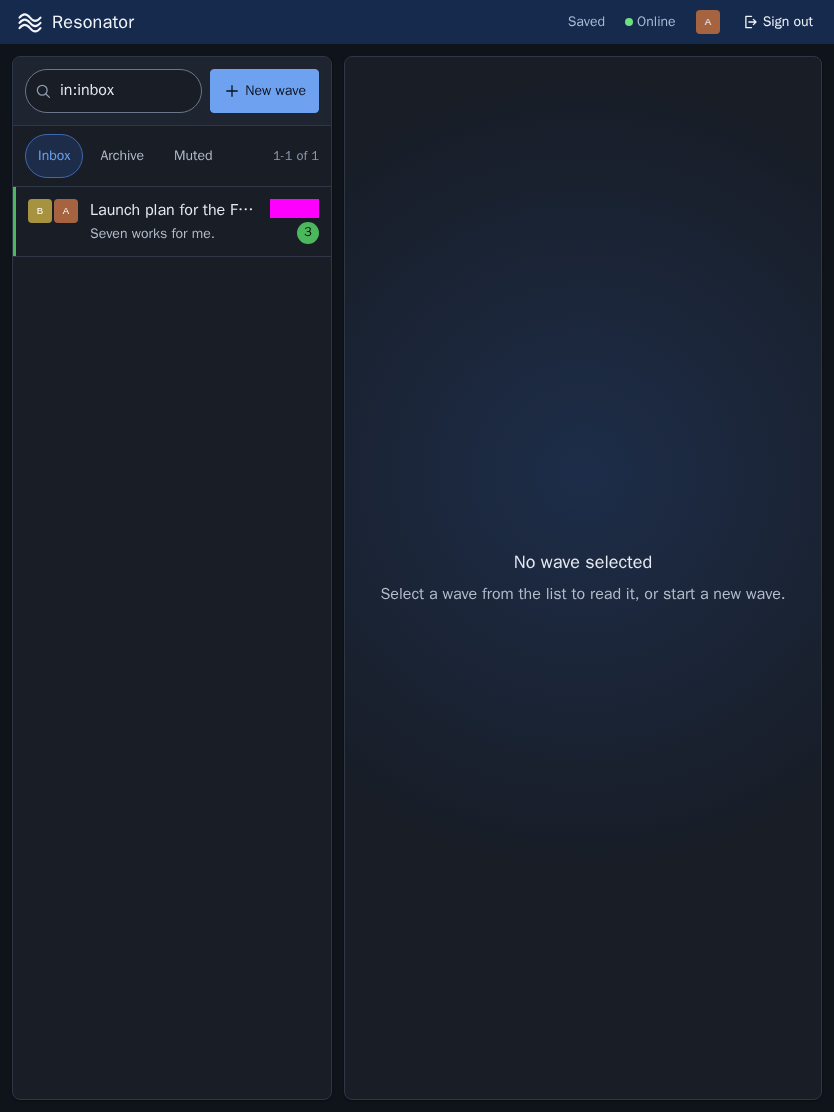 Resonator
Saved
Online
A
Sign out
in:inbox
New wave
Inbox
Archive
Muted
1-1 of 1
B
A
Launch plan for the F···
Seven works for me.
3
No wave selected
Select a wave from the list to read it, or start a new wave.